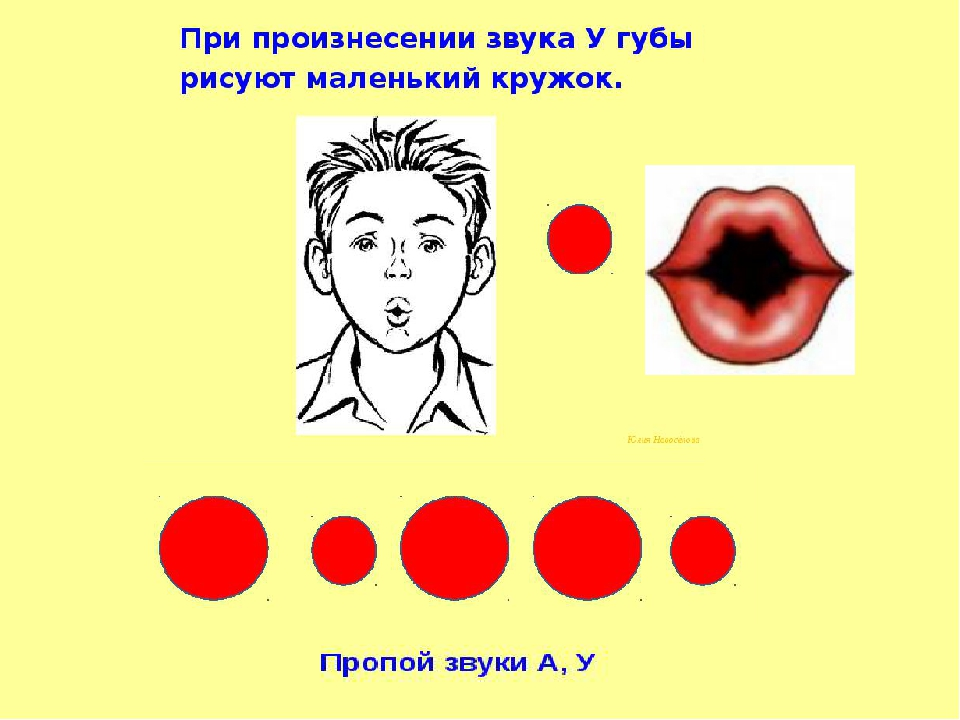 При произнесении звука У губы
рисуют маленький кружок.
Пропой звуки А, У